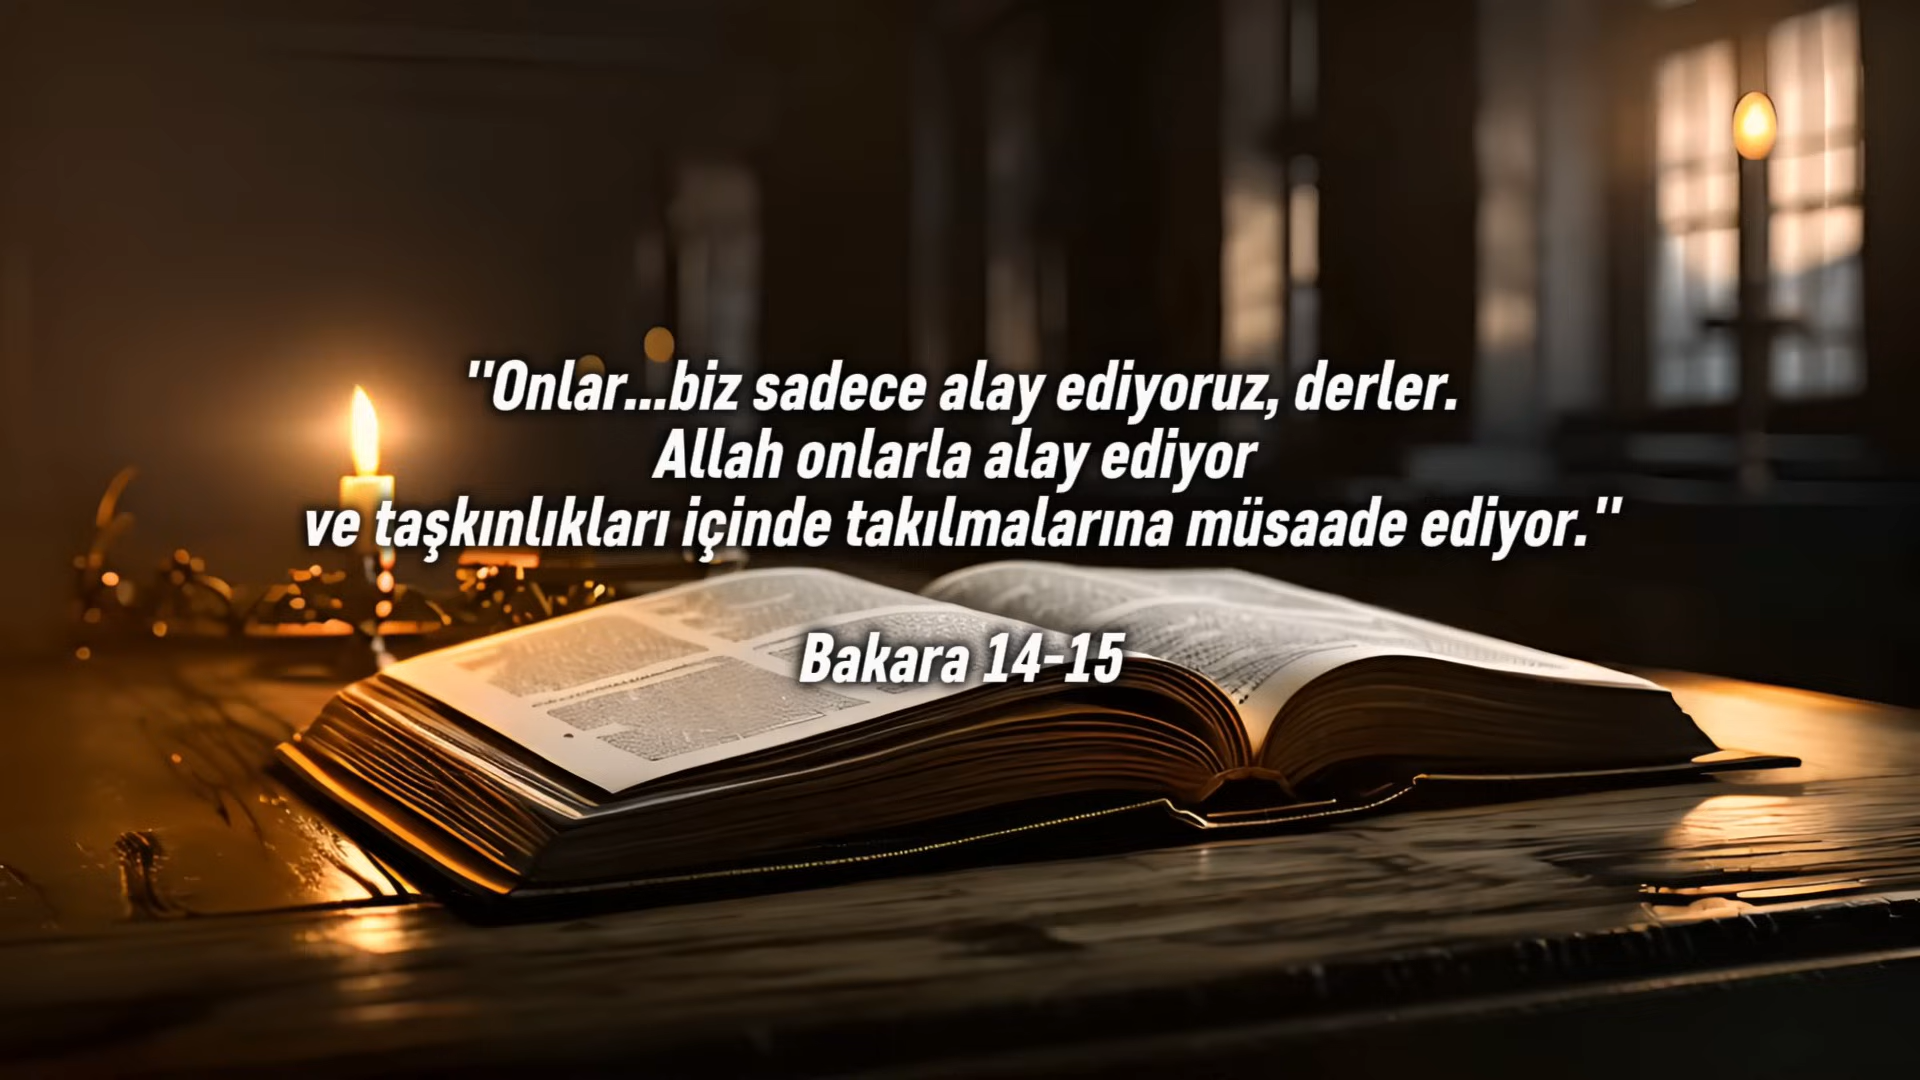 "Onlar...biz sadece alay ediyoruz, derler.
Allah onlarla alay ediyor
ve taşkınlıkları içinde takılmalarına müsaade ediyor."
Bakara 14-15